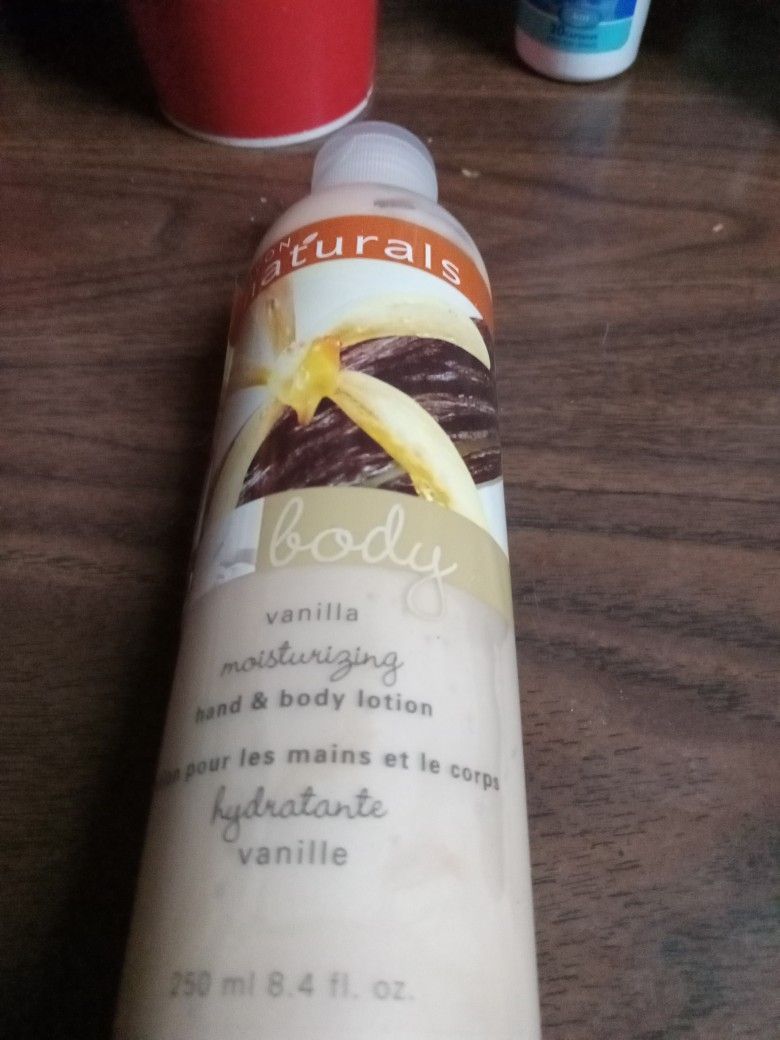 naturals
body
vanilla
moisturizing
hand & body lotion
pour les mains et le corps
hydratante
vanille
250 ml 8.4 fl. oz.